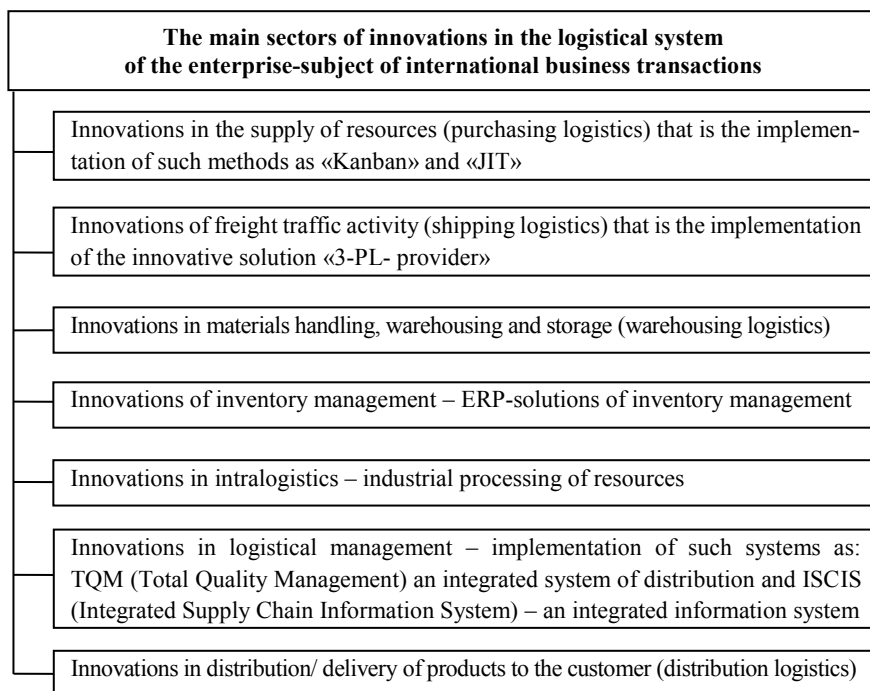 The main sectors of innovations in the logistical system
of the enterprise-subject of international business transactions
Innovations in the supply of resources (purchasing logistics) that is the implemen-
tation of such methods as «Kanban» and «JIT»
Innovations of freight traffic activity (shipping logistics) that is the implementation
of the innovative solution «3-PL- provider»
Innovations in materials handling, warehousing and storage (warehousing logistics)
Innovations of inventory management – ERP-solutions of inventory management
Innovations in intralogistics – industrial processing of resources
Innovations in logistical management – implementation of such systems as:
TQM (Total Quality Management) an integrated system of distribution and ISCIS
(Integrated Supply Chain Information System) – an integrated information system
Innovations in distribution/ delivery of products to the customer (distribution logistics)